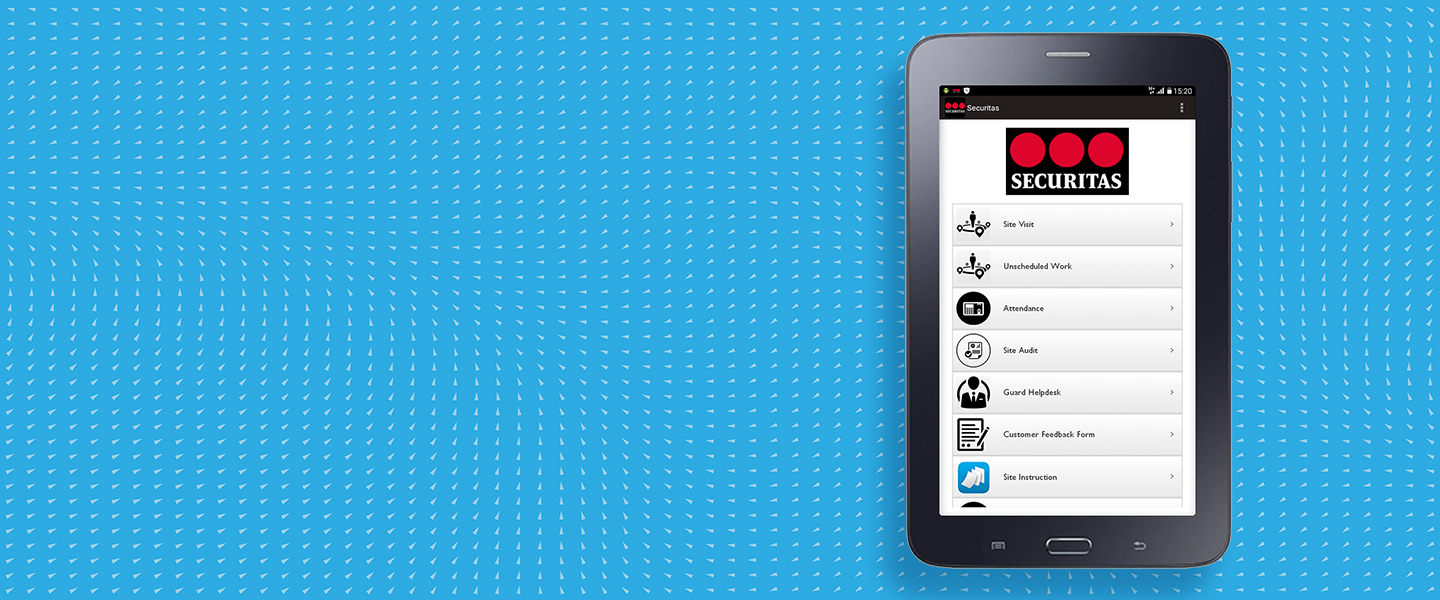 15:20
SECURITAS Securitas
SECURITAS
Site Visit
Unscheduled Work
Attendance
Site Audit
Guard Helpdesk
Customer Feedback Form
Site Instruction